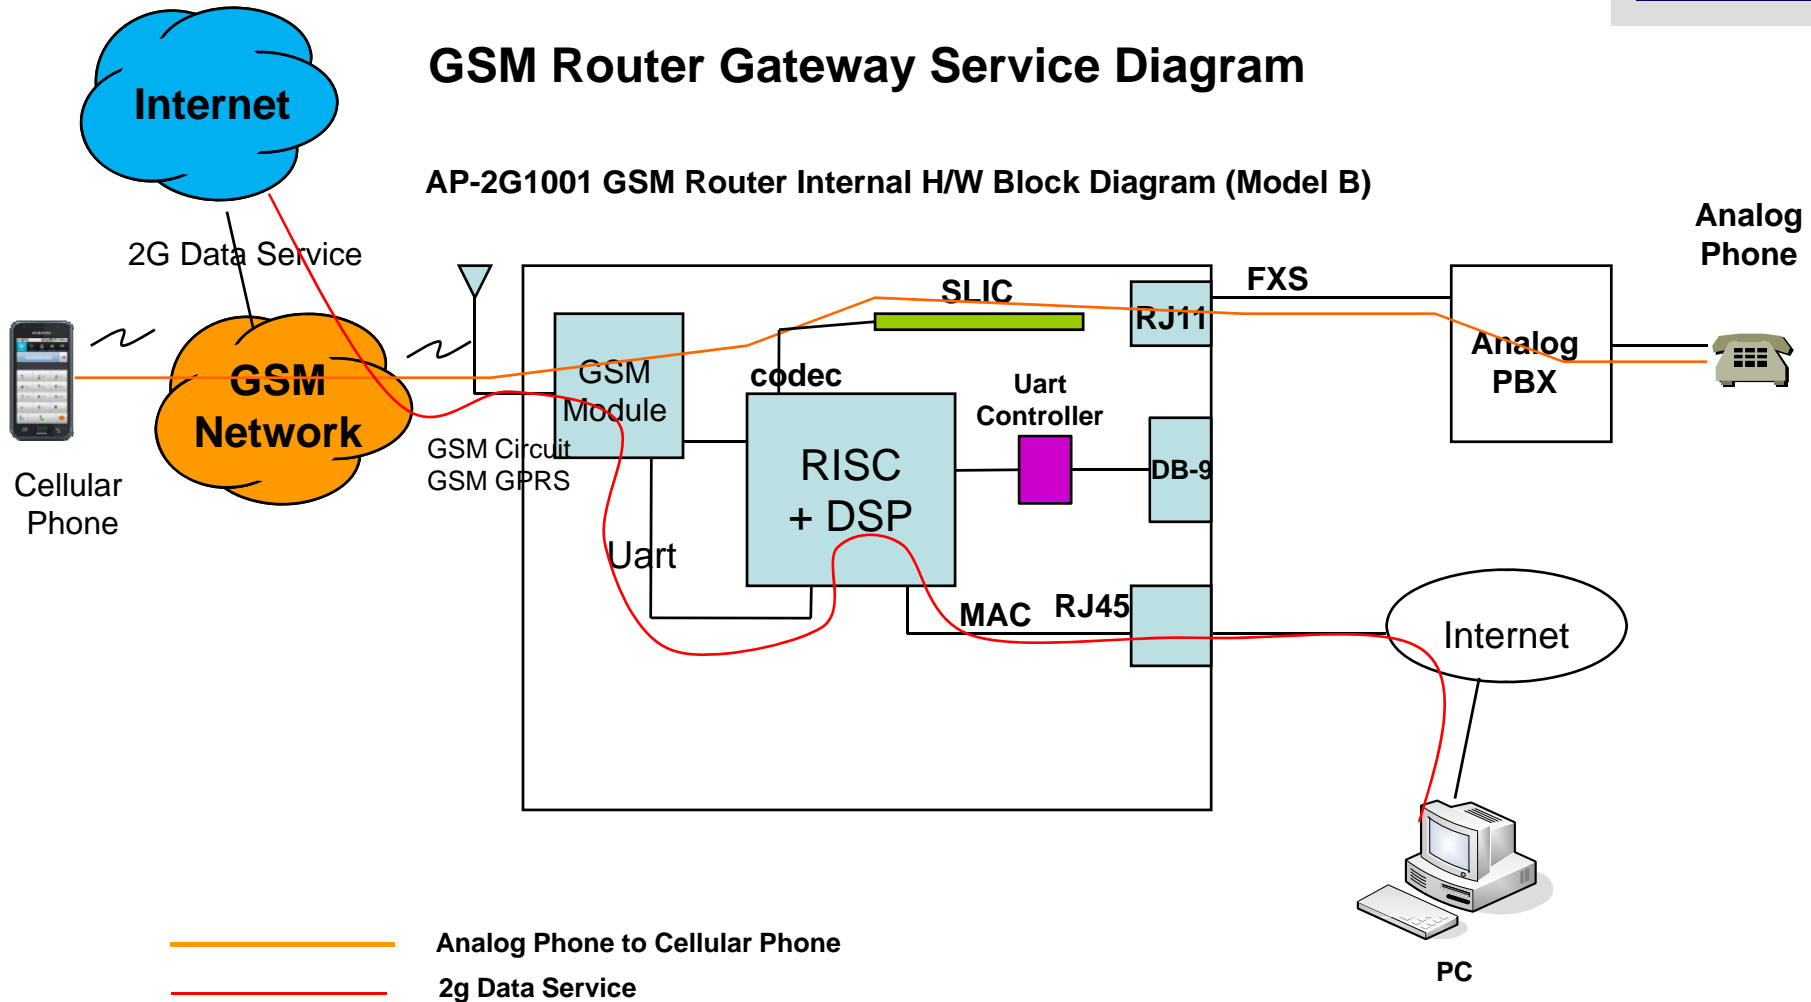 GSM Router Gateway Service Diagram
Internet
AP-2G1001 GSM Router Internal H/W Block Diagram (Model B)
2G Data Service
Analog
Phone
SLIC
FXS
RJ11
GSM
Network
GSM
Module
codec
Uart
Controller
Analog
PBX
GSM Circuit
GSM GPRS
RISC
+ DSP
DB-9
Cellular
Phone
Uart
MAC
RJ45
Internet
Analog Phone to Cellular Phone
PC
2g Data Service